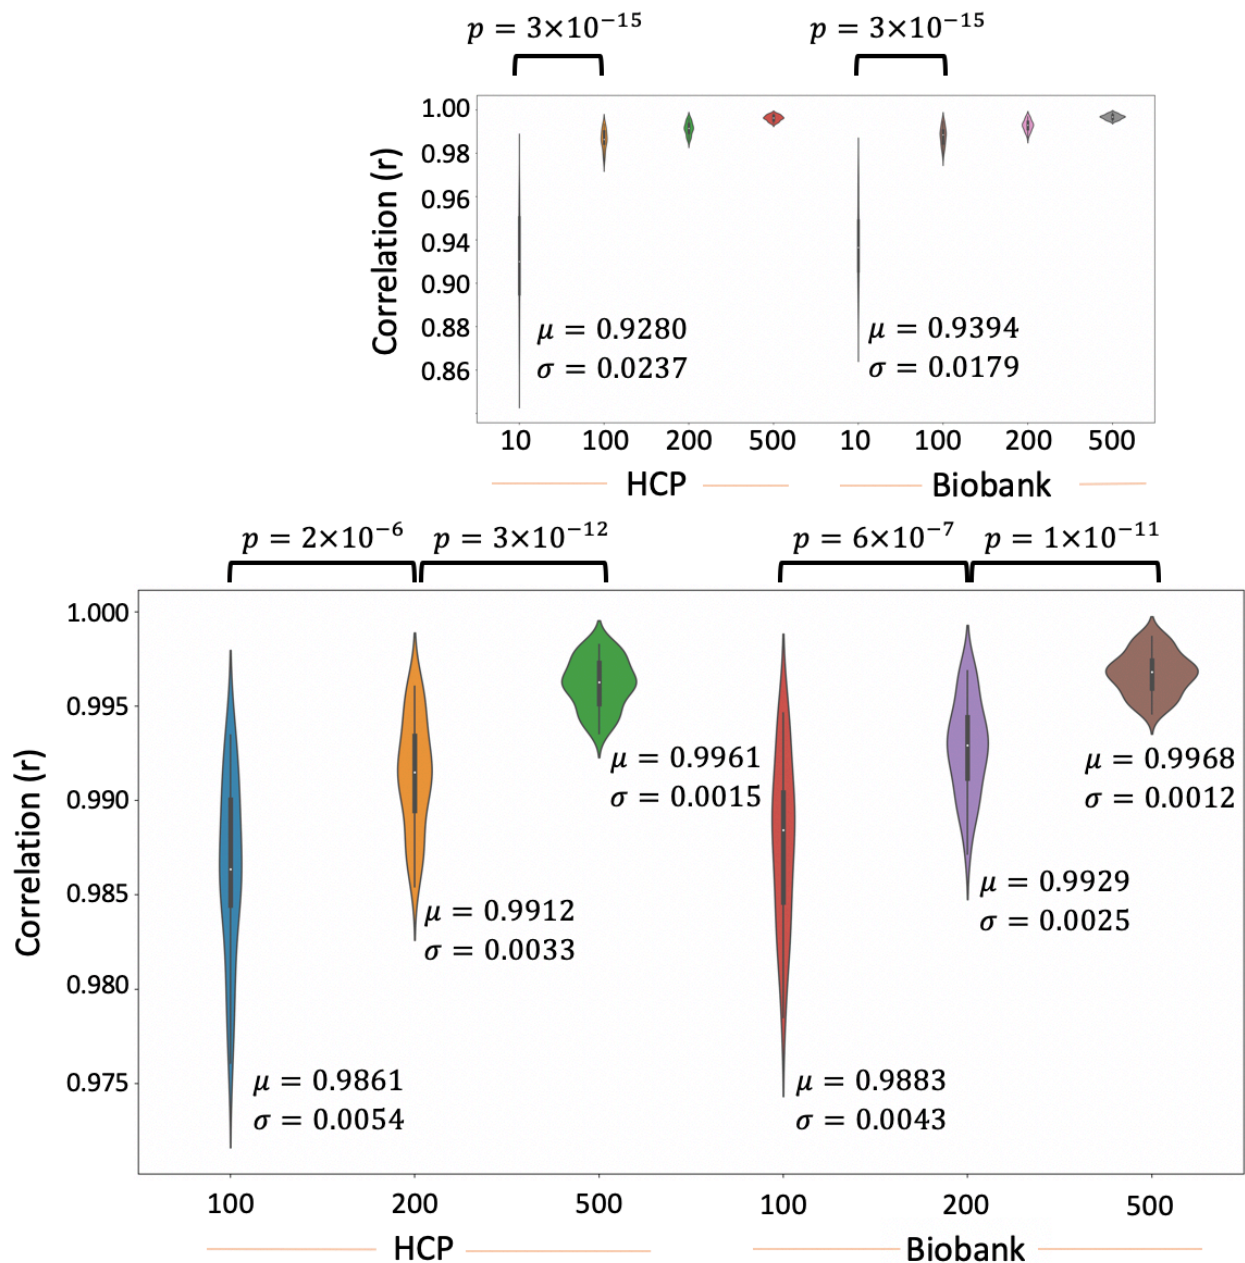 p = 3×10⁻¹⁵ p = 3×10⁻¹⁵
Correlation (r)
1.00
0.98
0.96
0.94
0.90
0.88
0.86
μ = 0.9280
σ = 0.0237
μ = 0.9394
σ = 0.0179
10 100 200 500 10 100 200 500
HCP Biobank
p = 2×10⁻⁶ p = 3×10⁻¹² p = 6×10⁻⁷ p = 1×10⁻¹¹
Correlation (r)
1.000
0.995
0.990
0.985
0.980
0.975
μ = 0.9861
σ = 0.0054
μ = 0.9912
σ = 0.0033
μ = 0.9961
σ = 0.0015
μ = 0.9883
σ = 0.0043
μ = 0.9929
σ = 0.0025
μ = 0.9968
σ = 0.0012
100 200 500 100 200 500
HCP Biobank